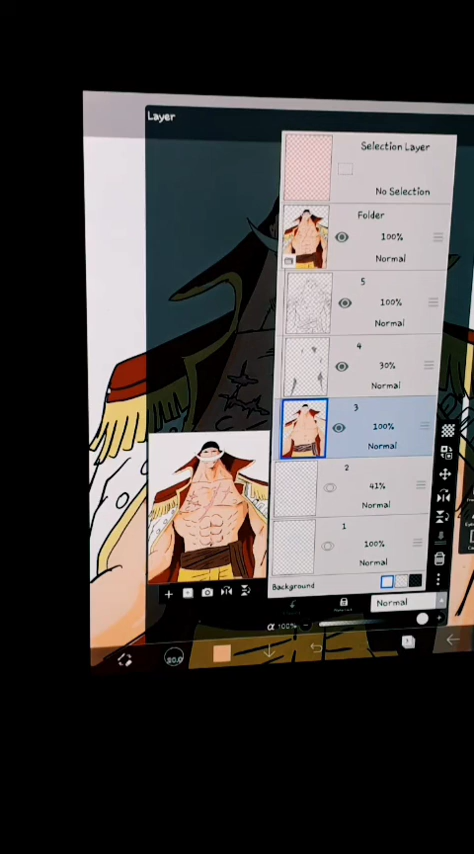 Layer
Selection Layer
No Selection
Folder
100%
Normal
5
100%
Normal
4
30%
Normal
3
100%
Normal
2
41%
Normal
1
100%
Normal
Background
Normal
α 100%